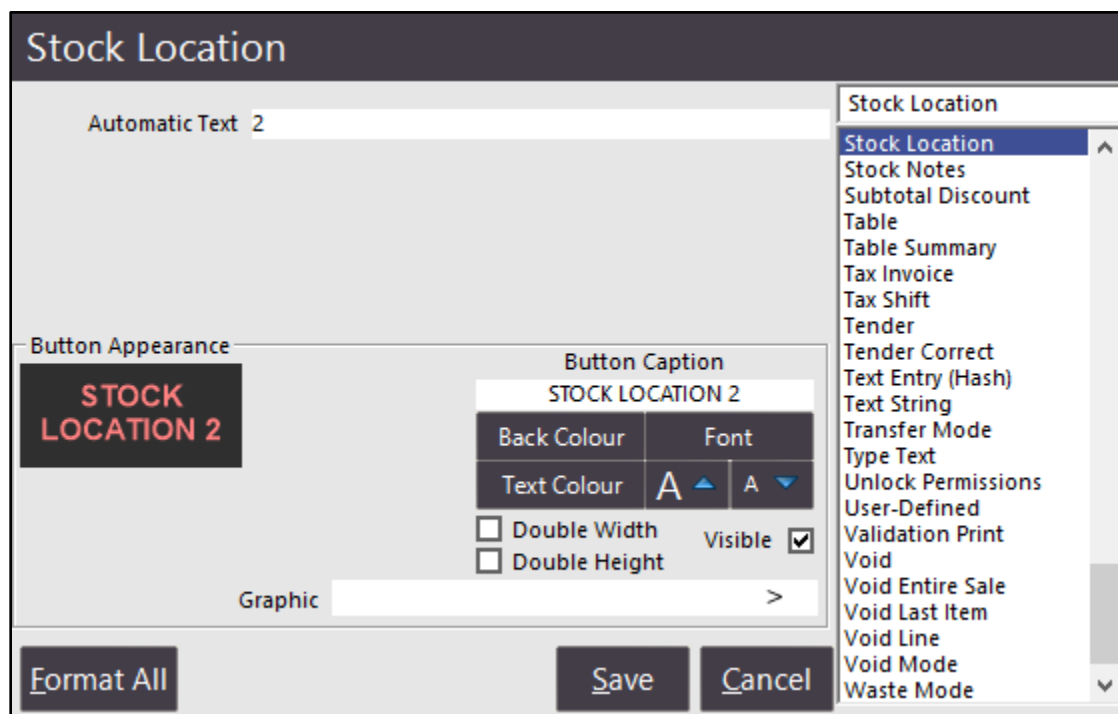 Stock Location
Automatic Text 2
Stock Location
Stock Location
Stock Notes
Subtotal Discount
Table
Table Summary
Tax Invoice
Tax Shift
Tender
Tender Correct
Text Entry (Hash)
Text String
Transfer Mode
Type Text
Unlock Permissions
User-Defined
Validation Print
Void
Void Entire Sale
Void Last Item
Void Line
Void Mode
Waste Mode
Button Appearance
STOCK
LOCATION 2
Button Caption
STOCK LOCATION 2
Back Colour Font
Text Colour A A
Double Width
Double Height
Visible
Graphic >
Format All Save Cancel